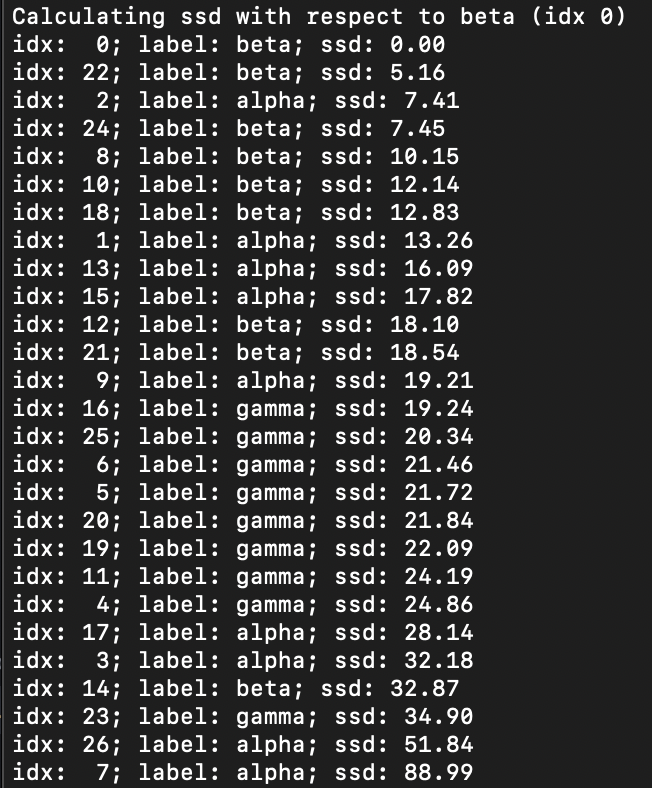 Calculating ssd with respect to beta (idx 0)
idx:  0; label: beta; ssd: 0.00
idx: 22; label: beta; ssd: 5.16
idx:  2; label: alpha; ssd: 7.41
idx: 24; label: beta; ssd: 7.45
idx:  8; label: beta; ssd: 10.15
idx: 10; label: beta; ssd: 12.14
idx: 18; label: beta; ssd: 12.83
idx:  1; label: alpha; ssd: 13.26
idx: 13; label: alpha; ssd: 16.09
idx: 15; label: alpha; ssd: 17.82
idx: 12; label: beta; ssd: 18.10
idx: 21; label: beta; ssd: 18.54
idx:  9; label: alpha; ssd: 19.21
idx: 16; label: gamma; ssd: 19.24
idx: 25; label: gamma; ssd: 20.34
idx:  6; label: gamma; ssd: 21.46
idx:  5; label: gamma; ssd: 21.72
idx: 20; label: gamma; ssd: 21.84
idx: 19; label: gamma; ssd: 22.09
idx: 11; label: gamma; ssd: 24.19
idx:  4; label: gamma; ssd: 24.86
idx: 17; label: alpha; ssd: 28.14
idx:  3; label: alpha; ssd: 32.18
idx: 14; label: beta; ssd: 32.87
idx: 23; label: gamma; ssd: 34.90
idx: 26; label: alpha; ssd: 51.84
idx:  7; label: alpha; ssd: 88.99